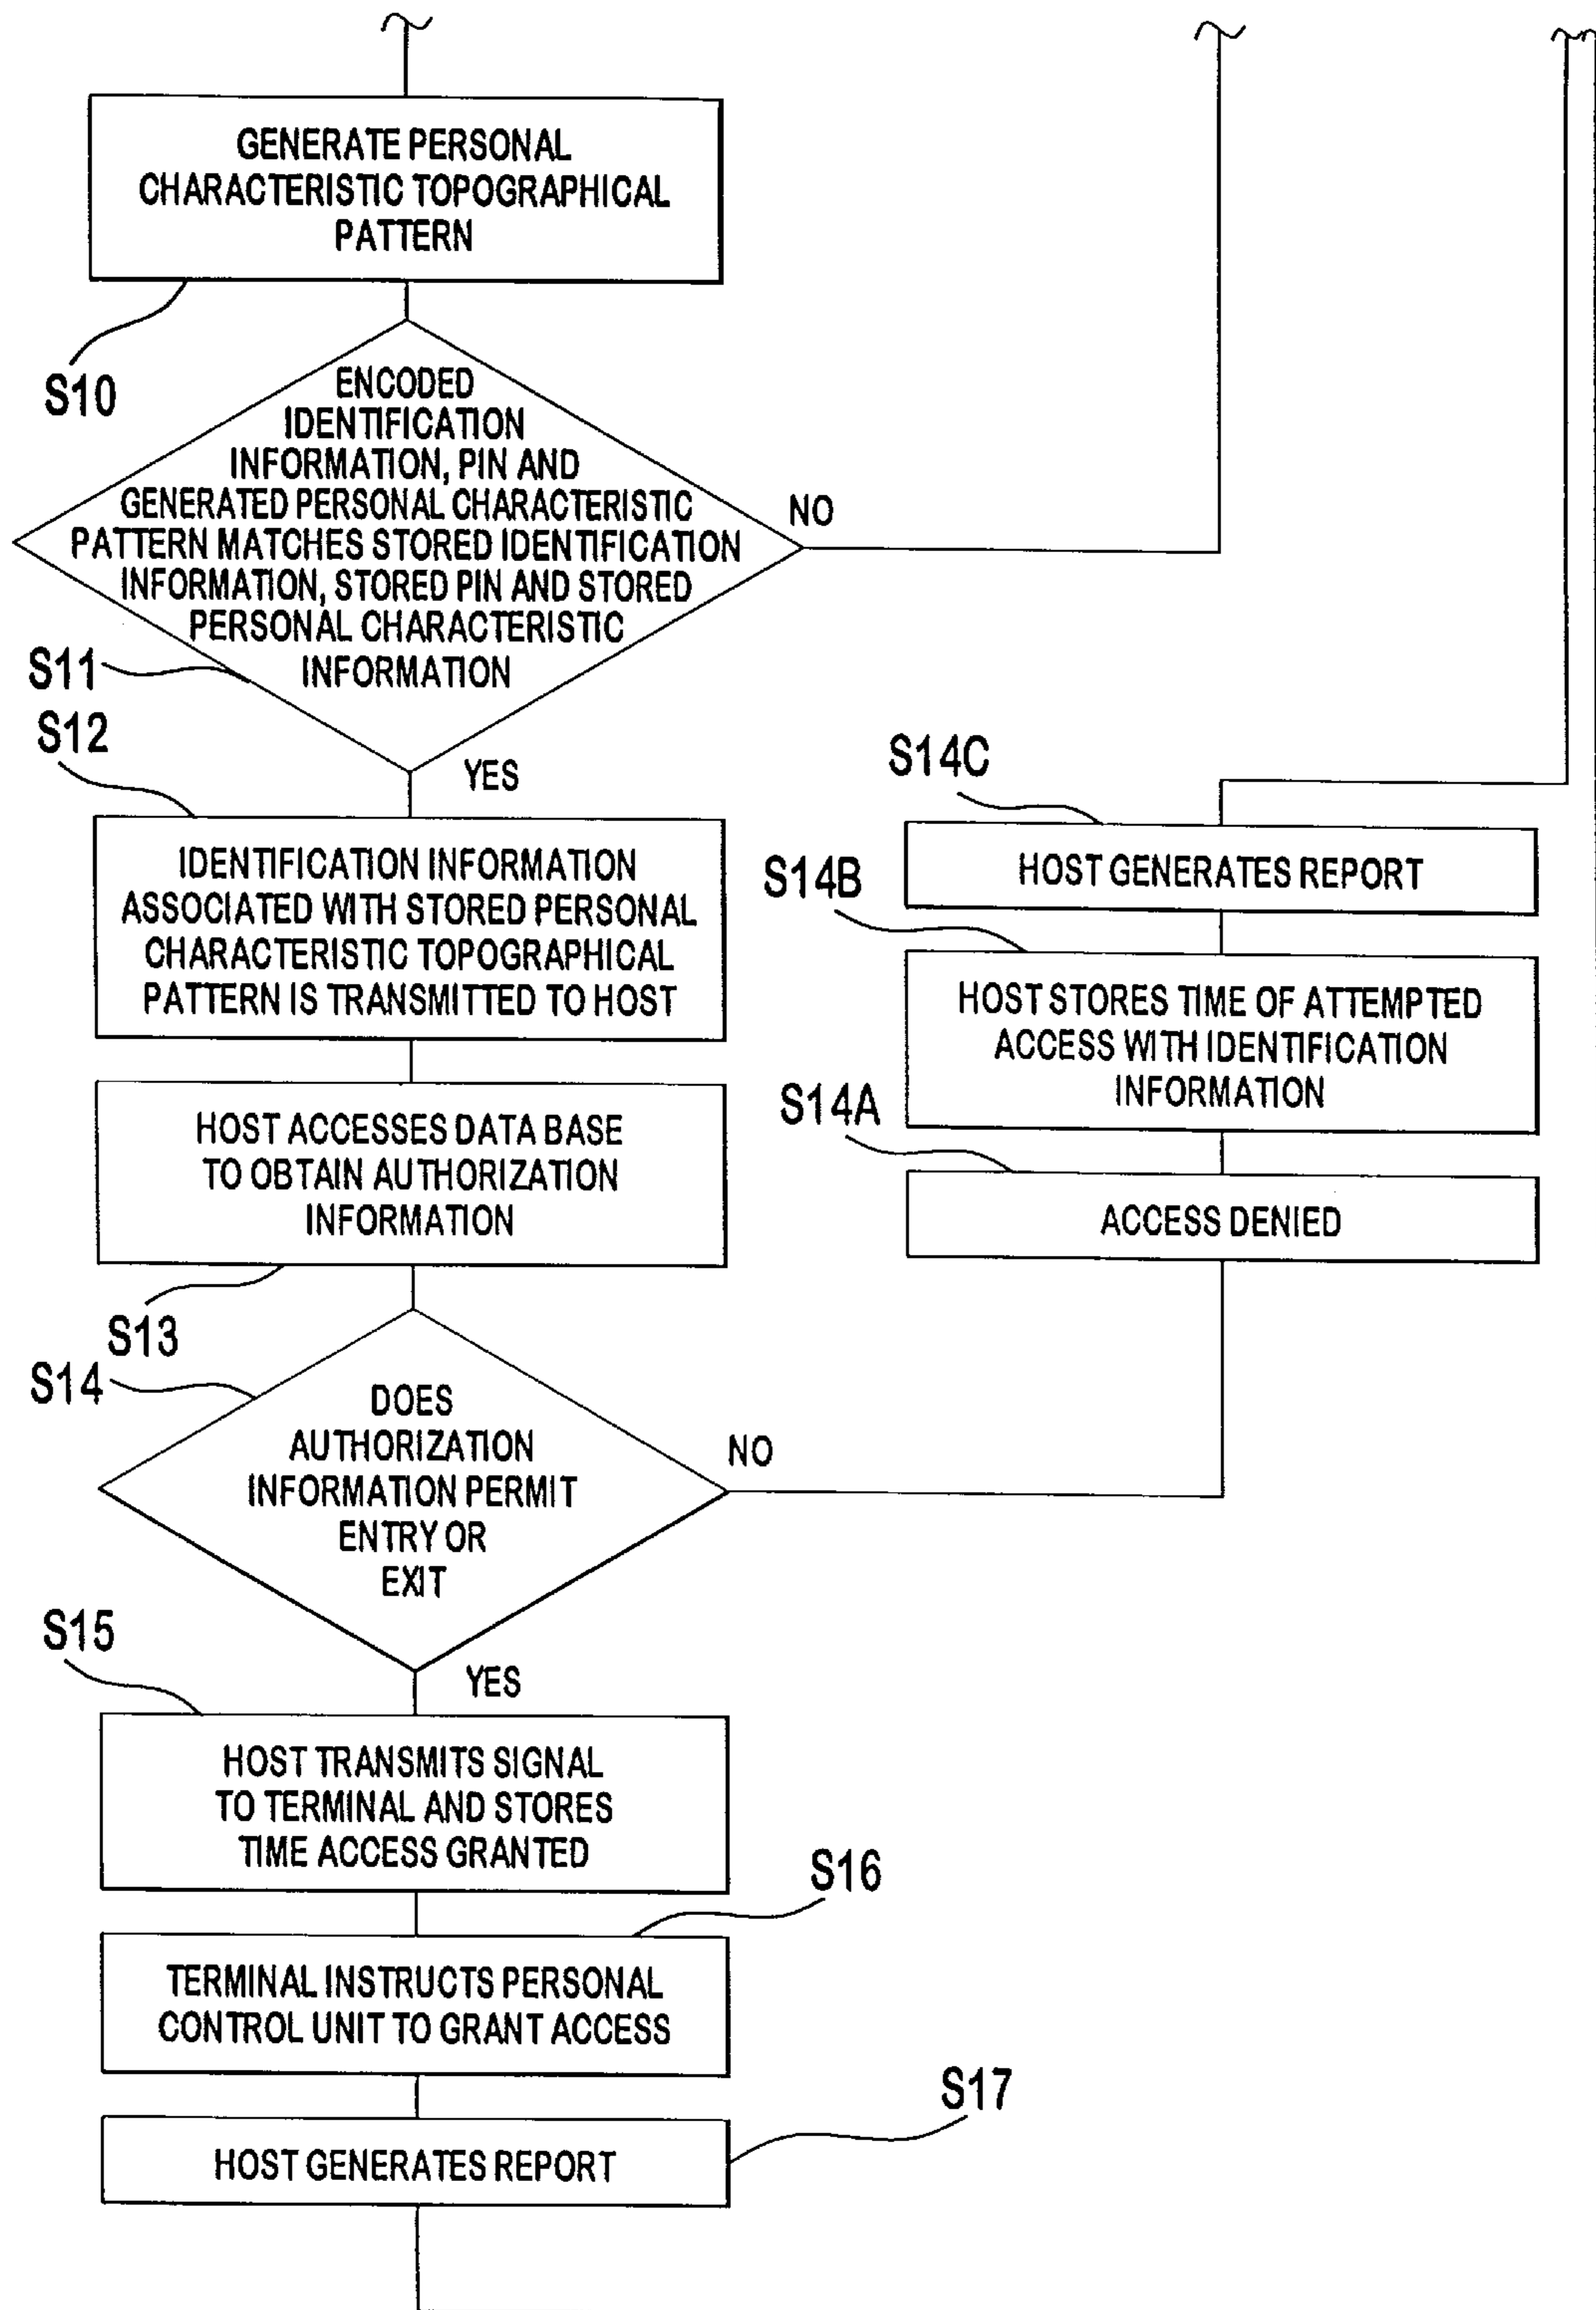 GENERATE PERSONAL
CHARACTERISTIC TOPOGRAPHICAL
PATTERN
S10
ENCODED
IDENTIFICATION
INFORMATION, PIN AND
GENERATED PERSONAL CHARACTERISTIC
PATTERN MATCHES STORED IDENTIFICATION
INFORMATION, STORED PIN AND STORED
PERSONAL CHARACTERISTIC
INFORMATION
NO
S11
YES
S12
IDENTIFICATION INFORMATION
ASSOCIATED WITH STORED PERSONAL
CHARACTERISTIC TOPOGRAPHICAL
PATTERN IS TRANSMITTED TO HOST
HOST ACCESSES DATA BASE
TO OBTAIN AUTHORIZATION
INFORMATION
S13
S14
DOES
AUTHORIZATION
INFORMATION PERMIT
ENTRY OR
EXIT
NO
S14C
HOST GENERATES REPORT
S14B
HOST STORES TIME OF ATTEMPTED
ACCESS WITH IDENTIFICATION
INFORMATION
S14A
ACCESS DENIED
YES
S15
HOST TRANSMITS SIGNAL
TO TERMINAL AND STORES
TIME ACCESS GRANTED
S16
TERMINAL INSTRUCTS PERSONAL
CONTROL UNIT TO GRANT ACCESS
S17
HOST GENERATES REPORT